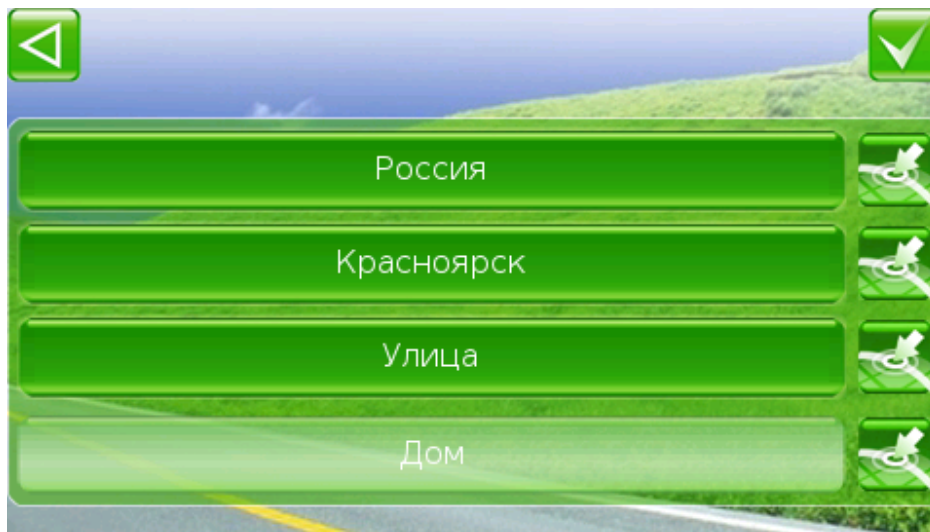 Россия
Красноярск
Улица
Дом